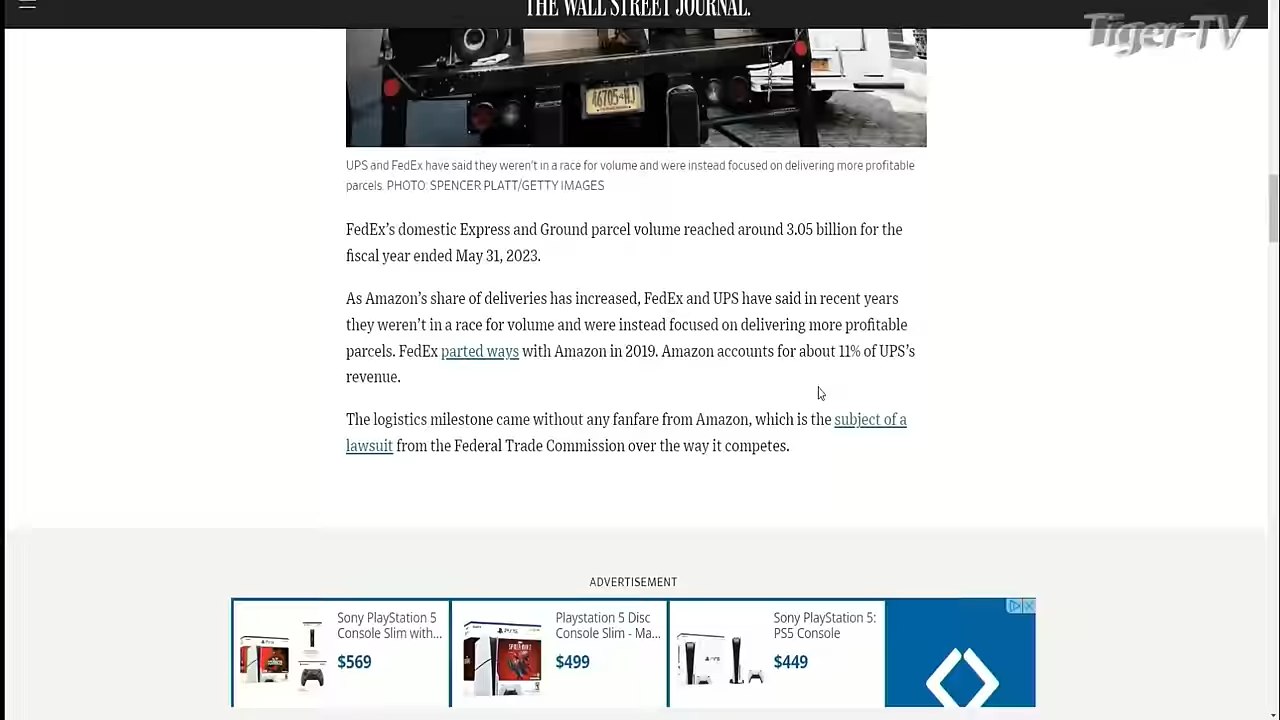 THE WALL STREET JOURNAL.
Tiger-TV
46705-NJ
UPS and FedEx have said they weren't in a race for volume and were instead focused on delivering more profitable
parcels. PHOTO: SPENCER PLATT/GETTY IMAGES
FedEx’s domestic Express and Ground parcel volume reached around 3.05 billion for the
fiscal year ended May 31, 2023.
As Amazon’s share of deliveries has increased, FedEx and UPS have said in recent years
they weren’t in a race for volume and were instead focused on delivering more profitable
parcels. FedEx parted ways with Amazon in 2019. Amazon accounts for about 11% of UPS’s
revenue.
The logistics milestone came without any fanfare from Amazon, which is the subject of a
lawsuit from the Federal Trade Commission over the way it competes.
ADVERTISEMENT
Sony PlayStation 5
Console Slim with...
$569
Playstation 5 Disc
Console Slim - Ma...
$499
Sony PlayStation 5:
PS5 Console
$449